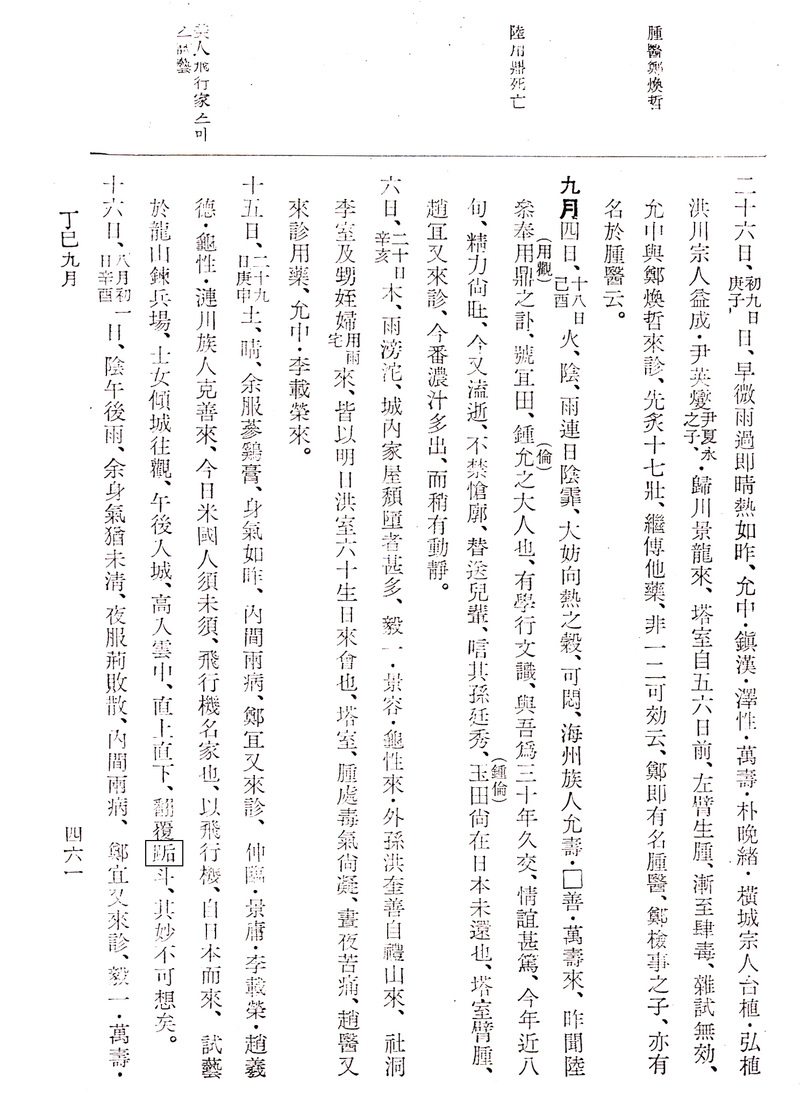 腫醫鄭煥哲
陸用鼎死亡
美人飛行家스미
스試藝
二十六日、初九日庚子、日、早微雨過即晴熱如昨、允中·鎮漢·澤性·萬壽·朴晩緒·橫城宗人台植·弘植
洪川宗人益成·尹英燮尹夏永之子、·歸川景龍來、塔室自五六日前、左臂生腫、漸至肆毒、雜試無効、
允中與鄭煥哲來診、先炙十七壯、繼傳他藥、非一二可効云、鄭即有名腫醫、鄭檢事之子、亦有
名於腫醫云。
九月四日、十八日己酉火、陰、雨連日陰霏、大妨向熱之穀、可悶、海州族人允壽·□善·萬壽來、昨聞陸
叅奉用鼎(用觀)之訃、號宜田、鍾允(倫)之大人也、有學行文識、與吾爲三十年久交、情誼甚篤、今年近八
旬、精力尙旺、今又溘逝、不禁愴廓、替送兒輩、唁其孫廷秀、玉田(鍾倫)尙在日本未還也、塔室臂腫、
趙宜又來診、今番濃汁多出、而稍有動靜。
六日、二十日辛亥木、雨滂沱、城內家屋頹墮者甚多、毅一·景容·龜性來·外孫洪奎善自禮山來、社洞
李室及甥姪婦用雨宅來、皆以明日洪室六十生日來會也、塔室、腫處毒氣尙凝、晝夜苦痛、趙醫又
來診用藥、允中·李載榮來。
十五日、二十九日庚申土、晴、余服蔘鷄膏、身氣如昨、內間兩病、鄭宜又來診、仲臨·景庸·李載榮·趙羲
德·龜性·漣川族人克善來、今日米國人須未須、飛行機名家也、以飛行機、自日本而來、試藝
於龍山鍊兵場、士女傾城往觀、午後入城、高入雲中、直上直下、翻覆䟰斗、其妙不可想矣。
十六日、八月初一日辛酉日、陰午後雨、余身氣猶未清、夜服荊敗散、內間兩病、鄭宜又來診、毅一·萬壽·
丁巳九月
四六一